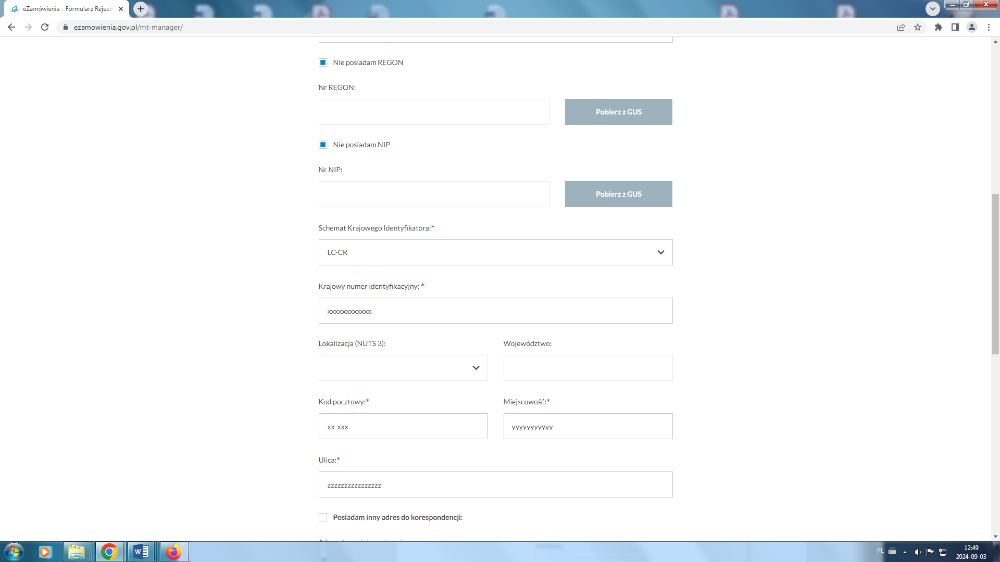 eZamówienia - Formularz Rejestr
ezamowienia.gov.pl/mt-manager/
Nie posiadam REGON
Nr REGON:
Pobierz z GUS
Nie posiadam NIP
Nr NIP:
Pobierz z GUS
Schemat Krajowego Identyfikatora:*
LC-CR
Krajowy numer identyfikacyjny: *
xxxxxxxxxxxx
Lokalizacja (NUTS 3): Województwo:
Kod pocztowy:* Miejscowość:*
xx-xxx yyyyyyyyyyy
Ulica:*
zzzzzzzzzzzzzzzz
Posiadam inny adres do korespondencji:
PL 12:49
2024-09-03